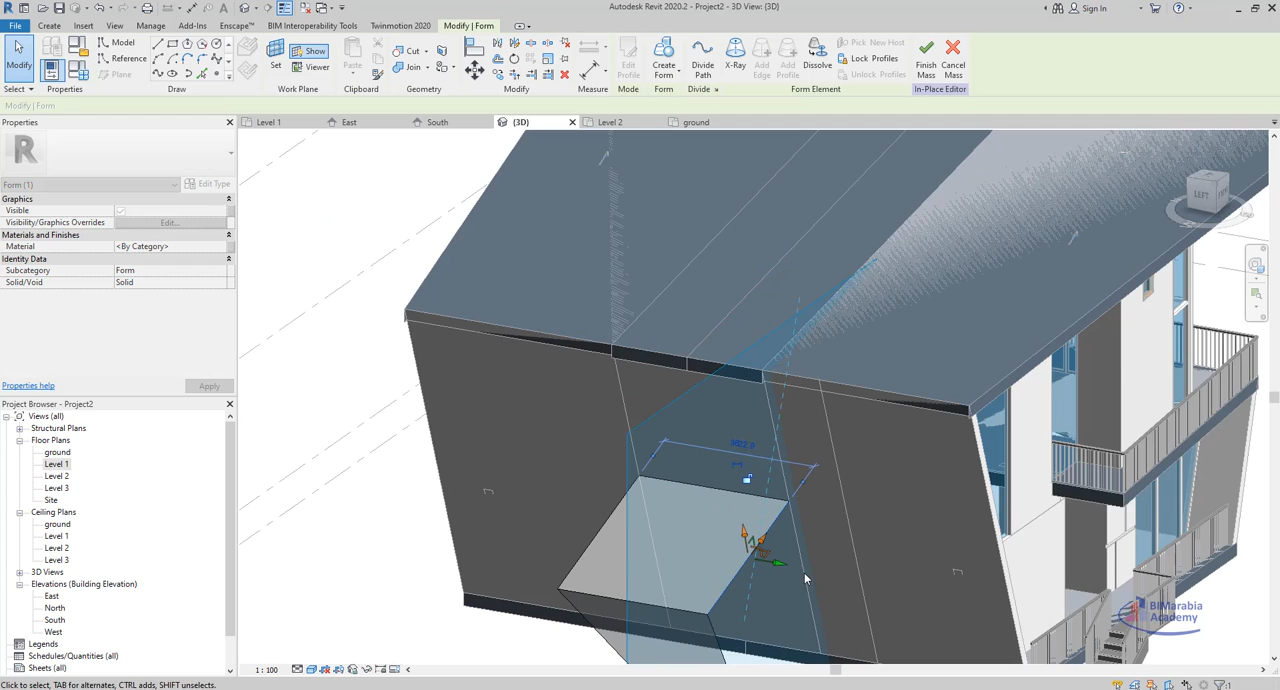 Autodesk Revit 2020.2 - Project2 - 3D View: {3D}
Sign In
File Create Insert View Manage Add-Ins Enscape™ BIM Interoperability Tools Twinmotion 2020 Modify | Form
Modify
Model
Reference
Plane
Set
Show
Viewer
Paste
Cut
Join
Edit Profile
Create Form
Divide Path
X-Ray
Add Edge
Add Profile
Dissolve
Pick New Host
Lock Profiles
Unlock Profiles
Finish Mass
Cancel Mass
Select Properties Draw Work Plane Clipboard Geometry Modify Measure Mode Form Divide Form Element In-Place Editor
Modify | Form
Properties
Level 1 East South {3D} Level 2 ground
Form (1) Edit Type
Graphics
Visible
Visibility/Graphics Overrides Edit...
Materials and Finishes
Material <By Category>
Identity Data
Subcategory Form
Solid/Void Solid
Properties help Apply
Project Browser - Project2
Views (all)
Structural Plans
Floor Plans
ground
Level 1
Level 2
Level 3
Site
Ceiling Plans
ground
Level 1
Level 2
Level 3
3D Views
Elevations (Building Elevation)
East
North
South
West
Legends
Schedules/Quantities (all)
Sheets (all)
LEFT
BIMarabia
Academy
1 : 100
Click to select, TAB for alternates, CTRL adds, SHIFT unselects.
:1